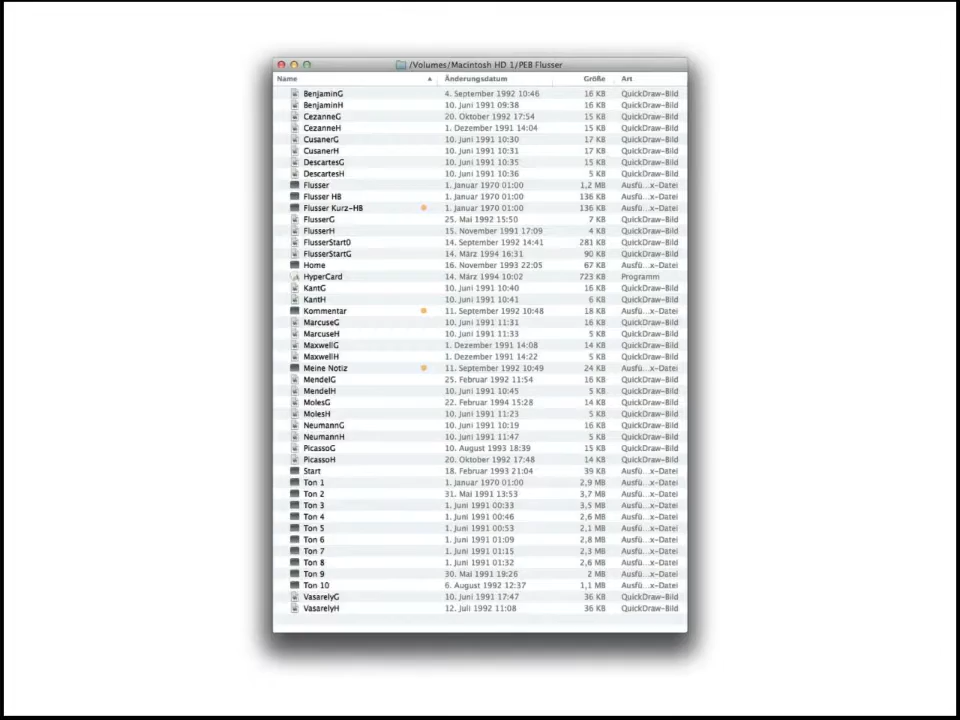 /Volumes/Macintosh HD 1/PEB Flusser
Name Änderungsdatum Größe Art
BenjaminG 4. September 1992 10:46 16 KB QuickDraw-Bild
BenjaminH 10. Juni 1991 09:38 16 KB QuickDraw-Bild
CezanneG 20. Oktober 1992 17:54 15 KB QuickDraw-Bild
CezanneH 1. Dezember 1991 14:04 15 KB QuickDraw-Bild
CusanerG 10. Juni 1991 10:30 17 KB QuickDraw-Bild
CusanerH 10. Juni 1991 10:31 17 KB QuickDraw-Bild
DescartesG 10. Juni 1991 10:35 15 KB QuickDraw-Bild
DescartesH 10. Juni 1991 10:36 5 KB QuickDraw-Bild
Flusser 1. Januar 1970 01:00 1,2 MB Ausfü...x-Datei
Flusser HB 1. Januar 1970 01:00 136 KB Ausfü...x-Datei
Flusser Kurz-HB 1. Januar 1970 01:00 136 KB Ausfü...x-Datei
FlusserG 25. Mai 1992 15:50 7 KB QuickDraw-Bild
FlusserH 15. November 1991 17:09 4 KB QuickDraw-Bild
FlusserStart0 14. September 1992 14:41 281 KB QuickDraw-Bild
FlusserStartG 14. März 1994 16:31 90 KB QuickDraw-Bild
Home 16. November 1993 22:05 67 KB Ausfü...x-Datei
HyperCard 14. März 1994 10:02 723 KB Programm
KantG 10. Juni 1991 10:40 16 KB QuickDraw-Bild
KantH 10. Juni 1991 10:41 6 KB QuickDraw-Bild
Kommentar 11. September 1992 10:48 18 KB Ausfü...x-Datei
MarcuseG 10. Juni 1991 11:31 16 KB QuickDraw-Bild
MarcuseH 10. Juni 1991 11:33 5 KB QuickDraw-Bild
MaxwellG 1. Dezember 1991 14:08 14 KB QuickDraw-Bild
MaxwellH 1. Dezember 1991 14:22 5 KB QuickDraw-Bild
Meine Notiz 11. September 1992 10:49 24 KB Ausfü...x-Datei
MendelG 25. Februar 1992 11:54 16 KB QuickDraw-Bild
MendelH 10. Juni 1991 10:45 5 KB QuickDraw-Bild
MolesG 22. Februar 1994 15:28 14 KB QuickDraw-Bild
MolesH 10. Juni 1991 11:23 5 KB QuickDraw-Bild
NeumannG 10. Juni 1991 10:19 16 KB QuickDraw-Bild
NeumannH 10. Juni 1991 11:47 5 KB QuickDraw-Bild
PicassoG 10. August 1993 18:39 15 KB QuickDraw-Bild
PicassoH 20. Oktober 1992 17:48 14 KB QuickDraw-Bild
Start 18. Februar 1993 21:04 39 KB Ausfü...x-Datei
Ton 1 1. Januar 1970 01:00 2,9 MB Ausfü...x-Datei
Ton 2 31. Mai 1991 13:53 3,7 MB Ausfü...x-Datei
Ton 3 1. Juni 1991 00:33 3,5 MB Ausfü...x-Datei
Ton 4 1. Juni 1991 00:46 2,6 MB Ausfü...x-Datei
Ton 5 1. Juni 1991 00:53 2,1 MB Ausfü...x-Datei
Ton 6 1. Juni 1991 01:09 2,8 MB Ausfü...x-Datei
Ton 7 1. Juni 1991 01:15 2,3 MB Ausfü...x-Datei
Ton 8 1. Juni 1991 01:32 2,6 MB Ausfü...x-Datei
Ton 9 30. Mai 1991 19:26 2 MB Ausfü...x-Datei
Ton 10 6. August 1992 12:37 1,1 MB Ausfü...x-Datei
VasarelyG 10. Juni 1991 17:47 36 KB QuickDraw-Bild
VasarelyH 12. Juli 1992 11:08 36 KB QuickDraw-Bild